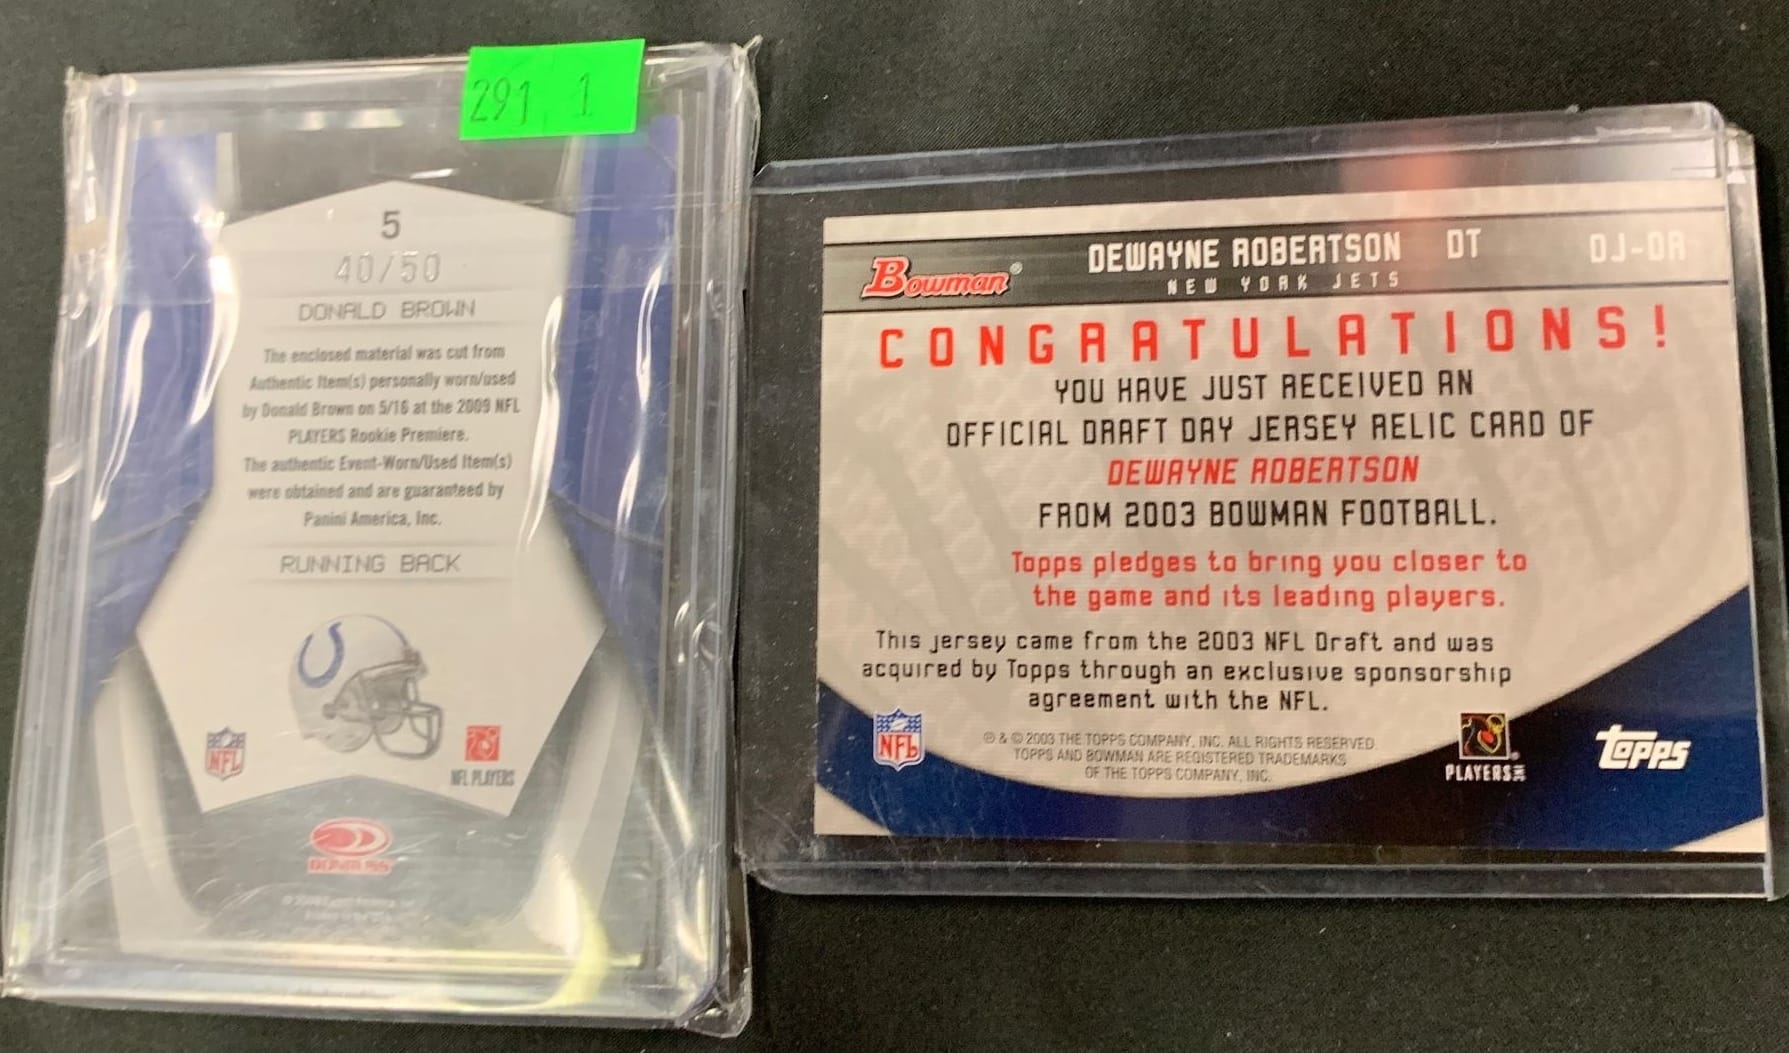 291 1
5
40/50
DONALD BROWN
The enclosed material was cut from
Authentic Item(s) personally worn/used
by Donald Brown on 5/16 at the 2009 NFL
PLAYERS Rookie Premiere.
The authentic Event-Worn/Used Item(s)
were obtained and are guaranteed by
Panini America, Inc.
RUNNING BACK
NFL
NFL PLAYERS
DONRUSS
Bowman®
DEWAYNE ROBERTSON DT DJ-DR
NEW YORK JETS
CONGRATULATIONS!
YOU HAVE JUST RECEIVED AN
OFFICIAL DRAFT DAY JERSEY RELIC CARD OF
DEWAYNE ROBERTSON
FROM 2003 BOWMAN FOOTBALL.
Topps pledges to bring you closer to
the game and its leading players.
This jersey came from the 2003 NFL Draft and was
acquired by Topps through an exclusive sponsorship
agreement with the NFL.
NFL
℗ & © 2003 THE TOPPS COMPANY, INC. ALL RIGHTS RESERVED.
TOPPS AND BOWMAN ARE REGISTERED TRADEMARKS
OF THE TOPPS COMPANY, INC.
PLAYERS INC
topps